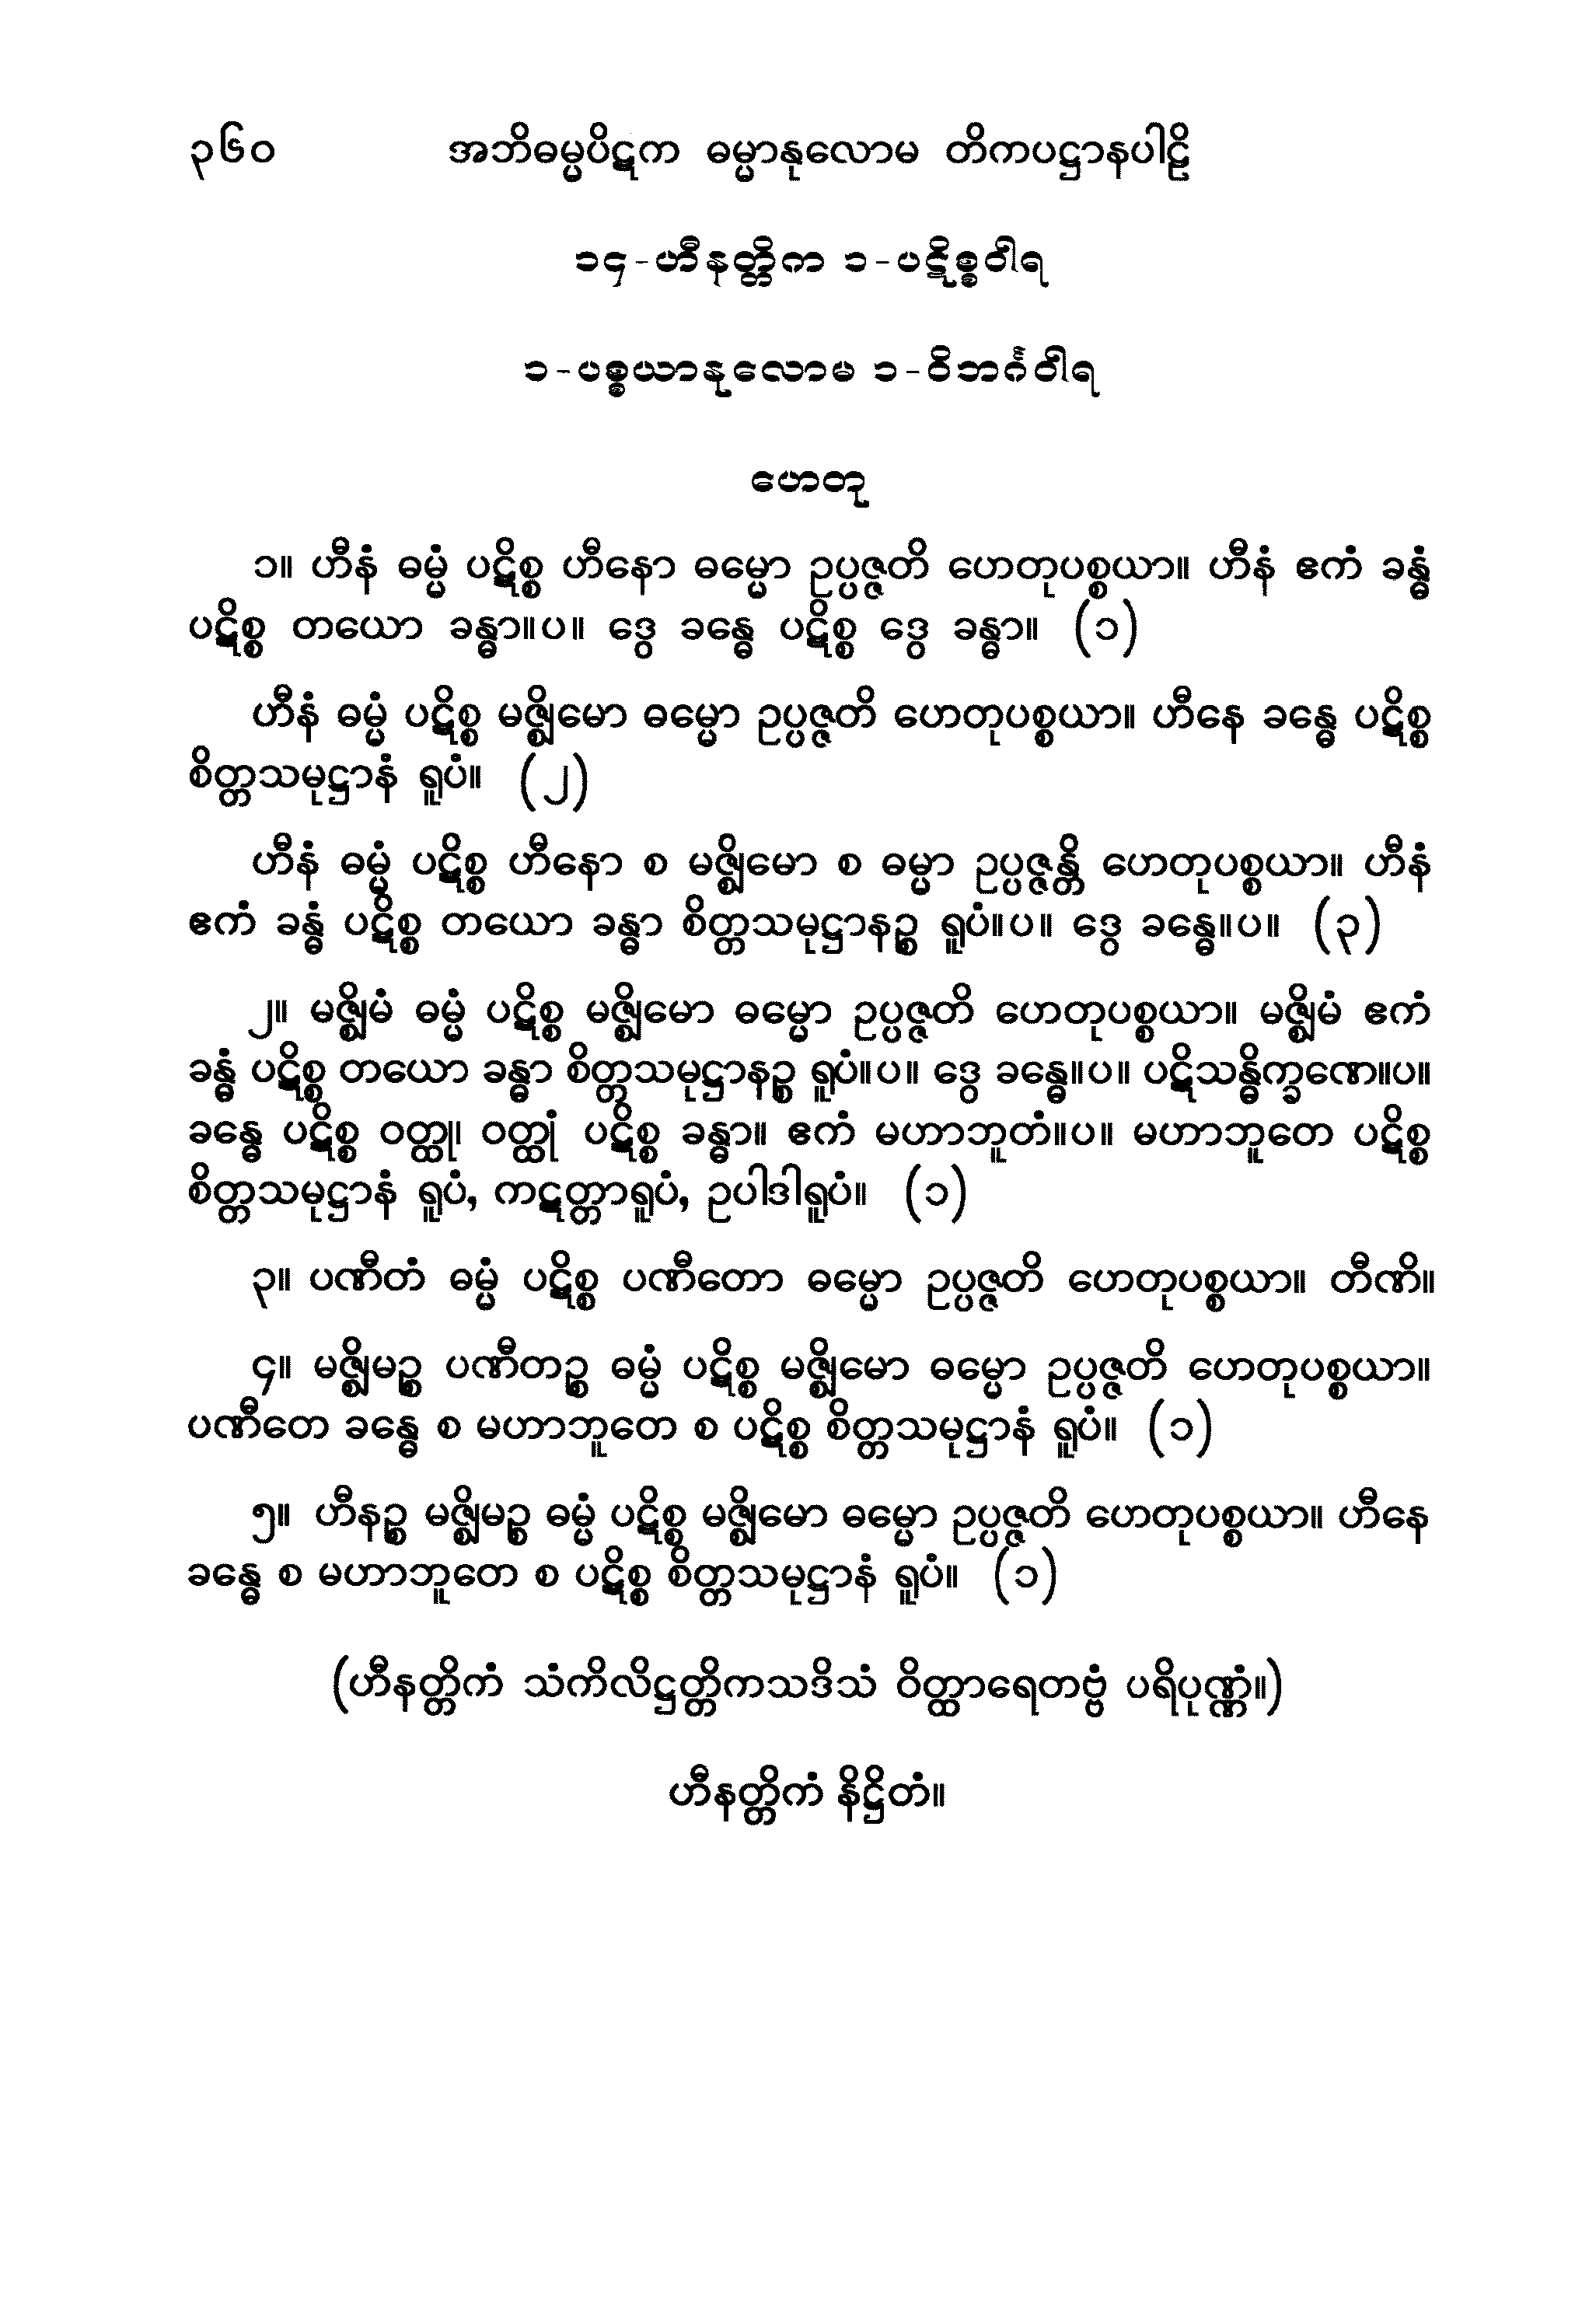 ၃၆၀ အဘိဓမ္မပိဋက ဓမ္မာနုလောမ တိကပဋ္ဌာနပါဠိ
၁၄-ဟီနတ္တိက ၁-ပဋိစ္စဝါရ
၁-ပစ္စယာနုလောမ ၁-ဝိဘင်္ဂဝါရ
ဟေတု
၁။ ဟီနံ ဓမ္မံ ပဋိစ္စ ဟီနော ဓမ္မော ဥပ္ပဇ္ဇတိ ဟေတုပစ္စယာ။ ဟီနံ ဧကံ ခန္ဓံ
ပဋိစ္စ တယော ခန္ဓာ။ပ။ ဒွေ ခန္ဓေ ပဋိစ္စ ဒွေ ခန္ဓာ။ (၁)
ဟီနံ ဓမ္မံ ပဋိစ္စ မဇ္ဈိမော ဓမ္မော ဥပ္ပဇ္ဇတိ ဟေတုပစ္စယာ။ ဟီနေ ခန္ဓေ ပဋိစ္စ
စိတ္တသမုဋ္ဌာနံ ရူပံ။ (၂)
ဟီနံ ဓမ္မံ ပဋိစ္စ ဟီနော စ မဇ္ဈိမော စ ဓမ္မာ ဥပ္ပဇ္ဇန္တိ ဟေတုပစ္စယာ။ ဟီနံ
ဧကံ ခန္ဓံ ပဋိစ္စ တယော ခန္ဓာ စိတ္တသမုဋ္ဌာနဉ္စ ရူပံ။ပ။ ဒွေ ခန္ဓေ။ပ။ (၃)
၂။ မဇ္ဈိမံ ဓမ္မံ ပဋိစ္စ မဇ္ဈိမော ဓမ္မော ဥပ္ပဇ္ဇတိ ဟေတုပစ္စယာ။ မဇ္ဈိမံ ဧကံ
ခန္ဓံ ပဋိစ္စ တယော ခန္ဓာ စိတ္တသမုဋ္ဌာနဉ္စ ရူပံ။ပ။ ဒွေ ခန္ဓေ။ပ။ ပဋိသန္ဓိက္ခဏေ။ပ။
ခန္ဓေ ပဋိစ္စ ဝတ္ထု၊ ဝတ္ထုံ ပဋိစ္စ ခန္ဓာ။ ဧကံ မဟာဘူတံ။ပ။ မဟာဘူတေ ပဋိစ္စ
စိတ္တသမုဋ္ဌာနံ ရူပံ, ကဋတ္တာရူပံ, ဥပါဒါရူပံ။ (၁)
၃။ ပဏီတံ ဓမ္မံ ပဋိစ္စ ပဏီတော ဓမ္မော ဥပ္ပဇ္ဇတိ ဟေတုပစ္စယာ။ တီဏိ။
၄။ မဇ္ဈိမဉ္စ ပဏီတဉ္စ ဓမ္မံ ပဋိစ္စ မဇ္ဈိမော ဓမ္မော ဥပ္ပဇ္ဇတိ ဟေတုပစ္စယာ။
ပဏီတေ ခန္ဓေ စ မဟာဘူတေ စ ပဋိစ္စ စိတ္တသမုဋ္ဌာနံ ရူပံ။ (၁)
၅။ ဟီနဉ္စ မဇ္ဈိမဉ္စ ဓမ္မံ ပဋိစ္စ မဇ္ဈိမော ဓမ္မော ဥပ္ပဇ္ဇတိ ဟေတုပစ္စယာ။ ဟီနေ
ခန္ဓေ စ မဟာဘူတေ စ ပဋိစ္စ စိတ္တသမုဋ္ဌာနံ ရူပံ။ (၁)
(ဟီနတ္တိကံ သံကိလိဋ္ဌတ္တိကသဒိသံ ဝိတ္ထာရေတဗ္ဗံ ပရိပုဏ္ဏံ။)
ဟီနတ္တိကံ နိဋ္ဌိတံ။